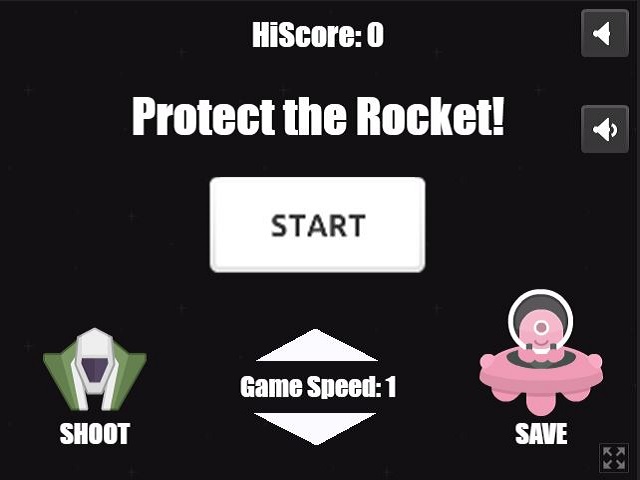 HiScore: 0
Protect the Rocket!
START
Game Speed: 1
SHOOT
SAVE